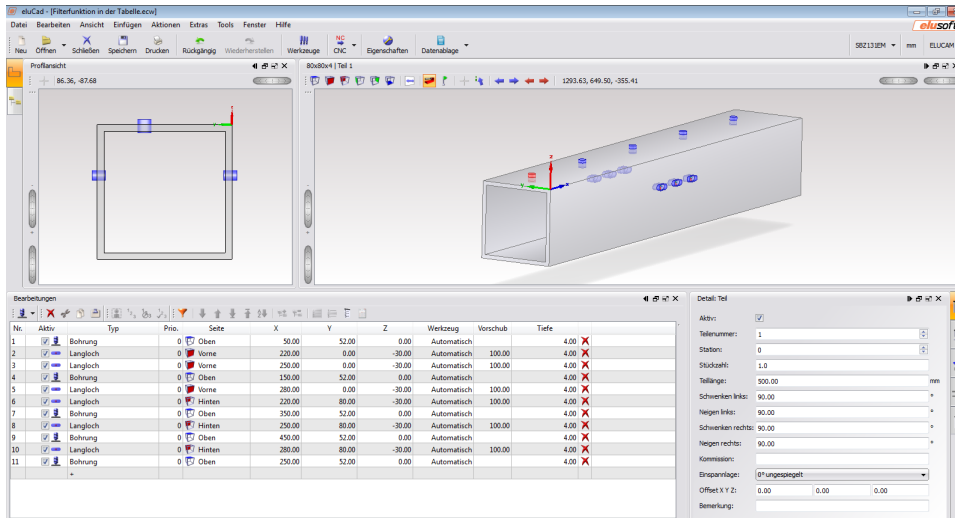 eluCad - [Filterfunktion in der Tabelle.ecw]
Datei Bearbeiten Ansicht Einfügen Aktionen Extras Tools Fenster Hilfe
elusoft
Neu Öffnen Schließen Speichern Drucken Rückgängig Wiederherstellen Werkzeuge CNC Eigenschaften Datenablage SBZ131EM mm ELUCAM
NC
Profilansicht
86.36, -87.68
80x80x4 | Teil 1
1293.63, 649.50, -355.41
Bearbeitungen
Nr. Aktiv Typ Prio. Seite X Y Z Werkzeug Vorschub Tiefe
1 Bohrung 0 Oben 50.00 52.00 0.00 Automatisch 4.00
2 Langloch 0 Vorne 220.00 0.00 -30.00 Automatisch 100.00 4.00
3 Langloch 0 Vorne 250.00 0.00 -30.00 Automatisch 100.00 4.00
4 Bohrung 0 Oben 150.00 52.00 0.00 Automatisch 4.00
5 Langloch 0 Vorne 280.00 0.00 -30.00 Automatisch 100.00 4.00
6 Langloch 0 Hinten 220.00 80.00 -30.00 Automatisch 100.00 4.00
7 Bohrung 0 Oben 350.00 52.00 0.00 Automatisch 4.00
8 Langloch 0 Hinten 250.00 80.00 -30.00 Automatisch 100.00 4.00
9 Bohrung 0 Oben 450.00 52.00 0.00 Automatisch 4.00
10 Langloch 0 Hinten 280.00 80.00 -30.00 Automatisch 100.00 4.00
11 Bohrung 0 Oben 250.00 52.00 0.00 Automatisch 4.00
+
Detail: Teil
Aktiv:
Teilenummer: 1
Station: 0
Stückzahl: 1.0
Teillänge: 500.00 mm
Schwenken links: 90.00 °
Neigen links: 90.00 °
Schwenken rechts: 90.00 °
Neigen rechts: 90.00 °
Kommission:
Einspannlage: 0° ungespiegelt
Offset X Y Z: 0.00 0.00 0.00
Bemerkung: